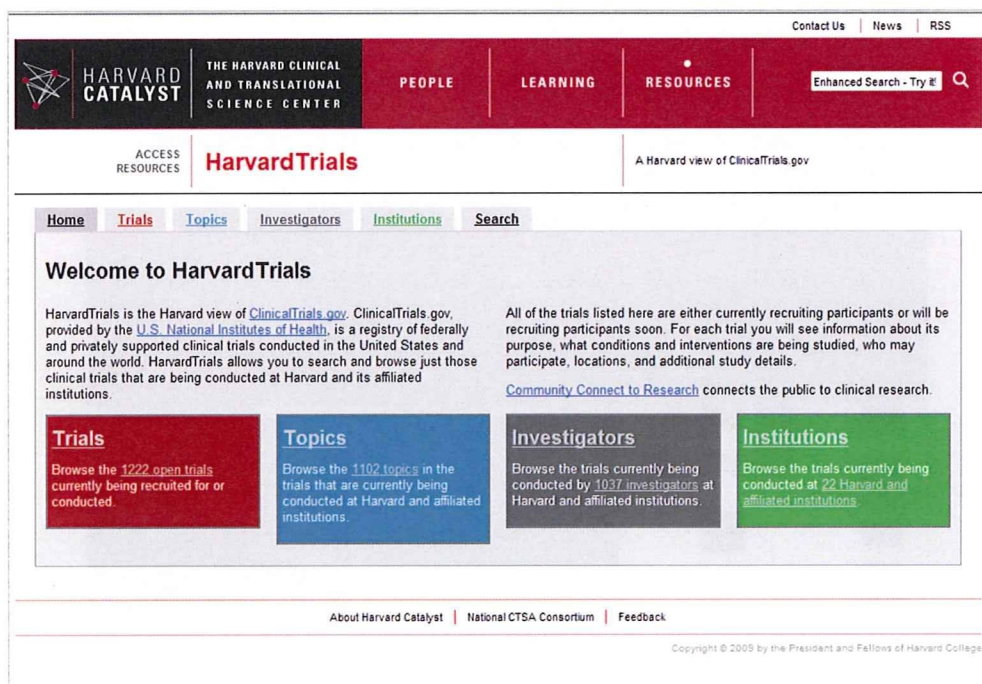 Contact Us | News | RSS
HARVARD
CATALYST
THE HARVARD CLINICAL
AND TRANSLATIONAL
SCIENCE CENTER
PEOPLE
LEARNING
RESOURCES
Enhanced Search - Try it
ACCESS
RESOURCES
HarvardTrials
A Harvard view of ClinicalTrials.gov
Home Trials Topics Investigators Institutions Search
Welcome to HarvardTrials
HarvardTrials is the Harvard view of ClinicalTrials.gov. ClinicalTrials.gov,
provided by the U.S. National Institutes of Health, is a registry of federally
and privately supported clinical trials conducted in the United States and
around the world. HarvardTrials allows you to search and browse just those
clinical trials that are being conducted at Harvard and its affiliated
institutions.
All of the trials listed here are either currently recruiting participants or will be
recruiting participants soon. For each trial you will see information about its
purpose, what conditions and interventions are being studied, who may
participate, locations, and additional study details.
Community Connect to Research connects the public to clinical research.
Trials
Browse the 1222 open trials
currently being recruited for or
conducted.
Topics
Browse the 1102 topics in the
trials that are currently being
conducted at Harvard and affiliated
institutions.
Investigators
Browse the trials currently being
conducted by 1037 investigators at
Harvard and affiliated institutions.
Institutions
Browse the trials currently being
conducted at 22 Harvard and
affiliated institutions.
About Harvard Catalyst | National CTSA Consortium | Feedback
Copyright © 2009 by the President and Fellows of Harvard College